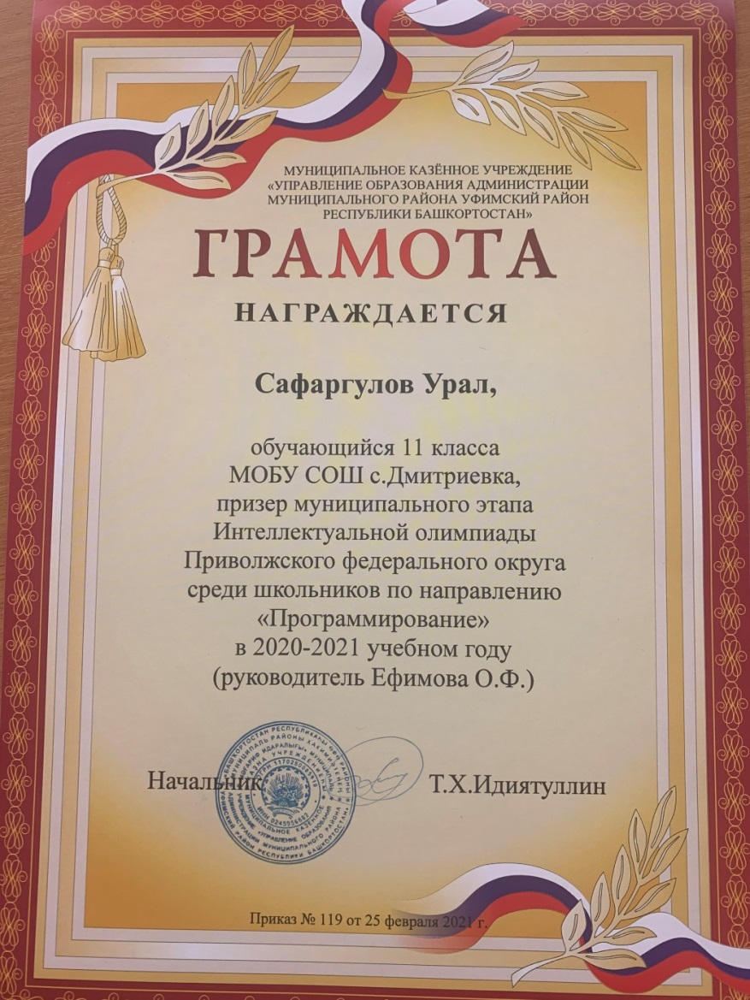 МУНИЦИПАЛЬНОЕ КАЗЁННОЕ УЧРЕЖДЕНИЕ
«УПРАВЛЕНИЕ ОБРАЗОВАНИЯ АДМИНИСТРАЦИИ
МУНИЦИПАЛЬНОГО РАЙОНА УФИМСКИЙ РАЙОН
РЕСПУБЛИКИ БАШКОРТОСТАН»
ГРАМОТА
НАГРАЖДАЕТСЯ
Сафаргулов Урал,
обучающийся 11 класса
МОБУ СОШ с.Дмитриевка,
призер муниципального этапа
Интеллектуальной олимпиады
Приволжского федерального округа
среди школьников по направлению
«Программирование»
в 2020-2021 учебном году
(руководитель Ефимова О.Ф.)
Начальник
Т.Х.Идиятуллин
Приказ № 119 от 25 февраля 2021 г.